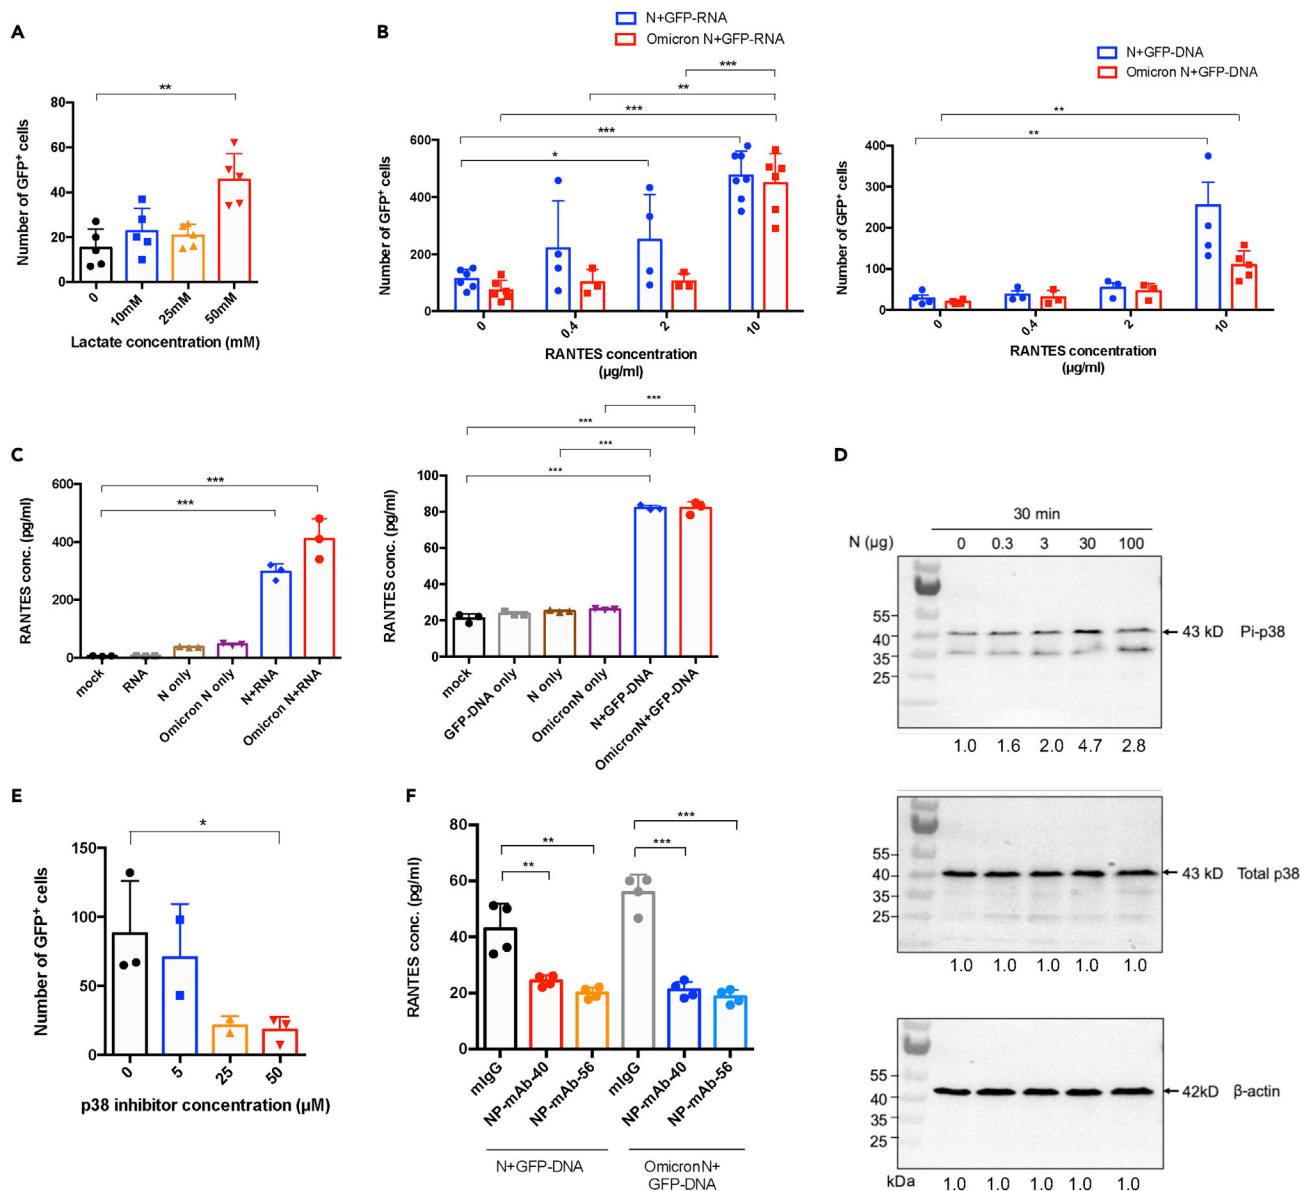 A
**
Number of GFP+ cells
80
60
40
20
0
0
10mM
25mM
50mM
Lactate concentration (mM)
B
N+GFP-RNA
Omicron N+GFP-RNA
***
**
***
***
*
Number of GFP+ cells
600
400
200
0
0
0.4
2
10
RANTES concentration
(µg/ml)
N+GFP-DNA
Omicron N+GFP-DNA
**
**
Number of GFP+ cells
400
300
200
100
0
0
0.4
2
10
RANTES concentration
(µg/ml)
C
***
***
RANTES conc. (pg/ml)
600
400
200
0
mock
RNA
N only
Omicron N only
N+RNA
Omicron N+RNA
***
***
***
***
RANTES conc. (pg/ml)
100
80
60
40
20
0
mock
GFP-DNA only
N only
OmicronN only
N+GFP-DNA
OmicronN+GFP-DNA
D
30 min
N (µg) 0 0.3 3 30 100
55
40
35
25
43 kD Pi-p38
1.0 1.6 2.0 4.7 2.8
55
40
35
25
43 kD Total p38
1.0 1.0 1.0 1.0 1.0
55
40
35
25
42kD β-actin
kDa 1.0 1.0 1.0 1.0 1.0
E
*
Number of GFP+ cells
150
100
50
0
0
5
25
50
p38 inhibitor concentration (µM)
F
***
**
**
***
RANTES conc. (pg/ml)
80
60
40
20
0
mIgG
NP-mAb-40
NP-mAb-56
mIgG
NP-mAb-40
NP-mAb-56
N+GFP-DNA
OmicronN+
GFP-DNA